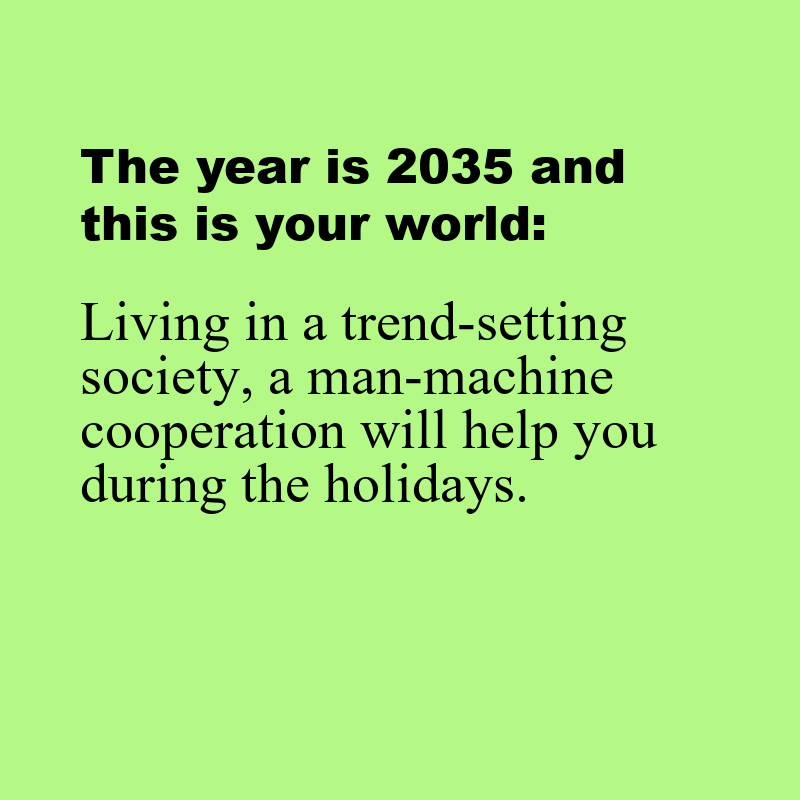 The year is 2035 and
this is your world:
Living in a trend-setting
society, a man-machine
cooperation will help you
during the holidays.